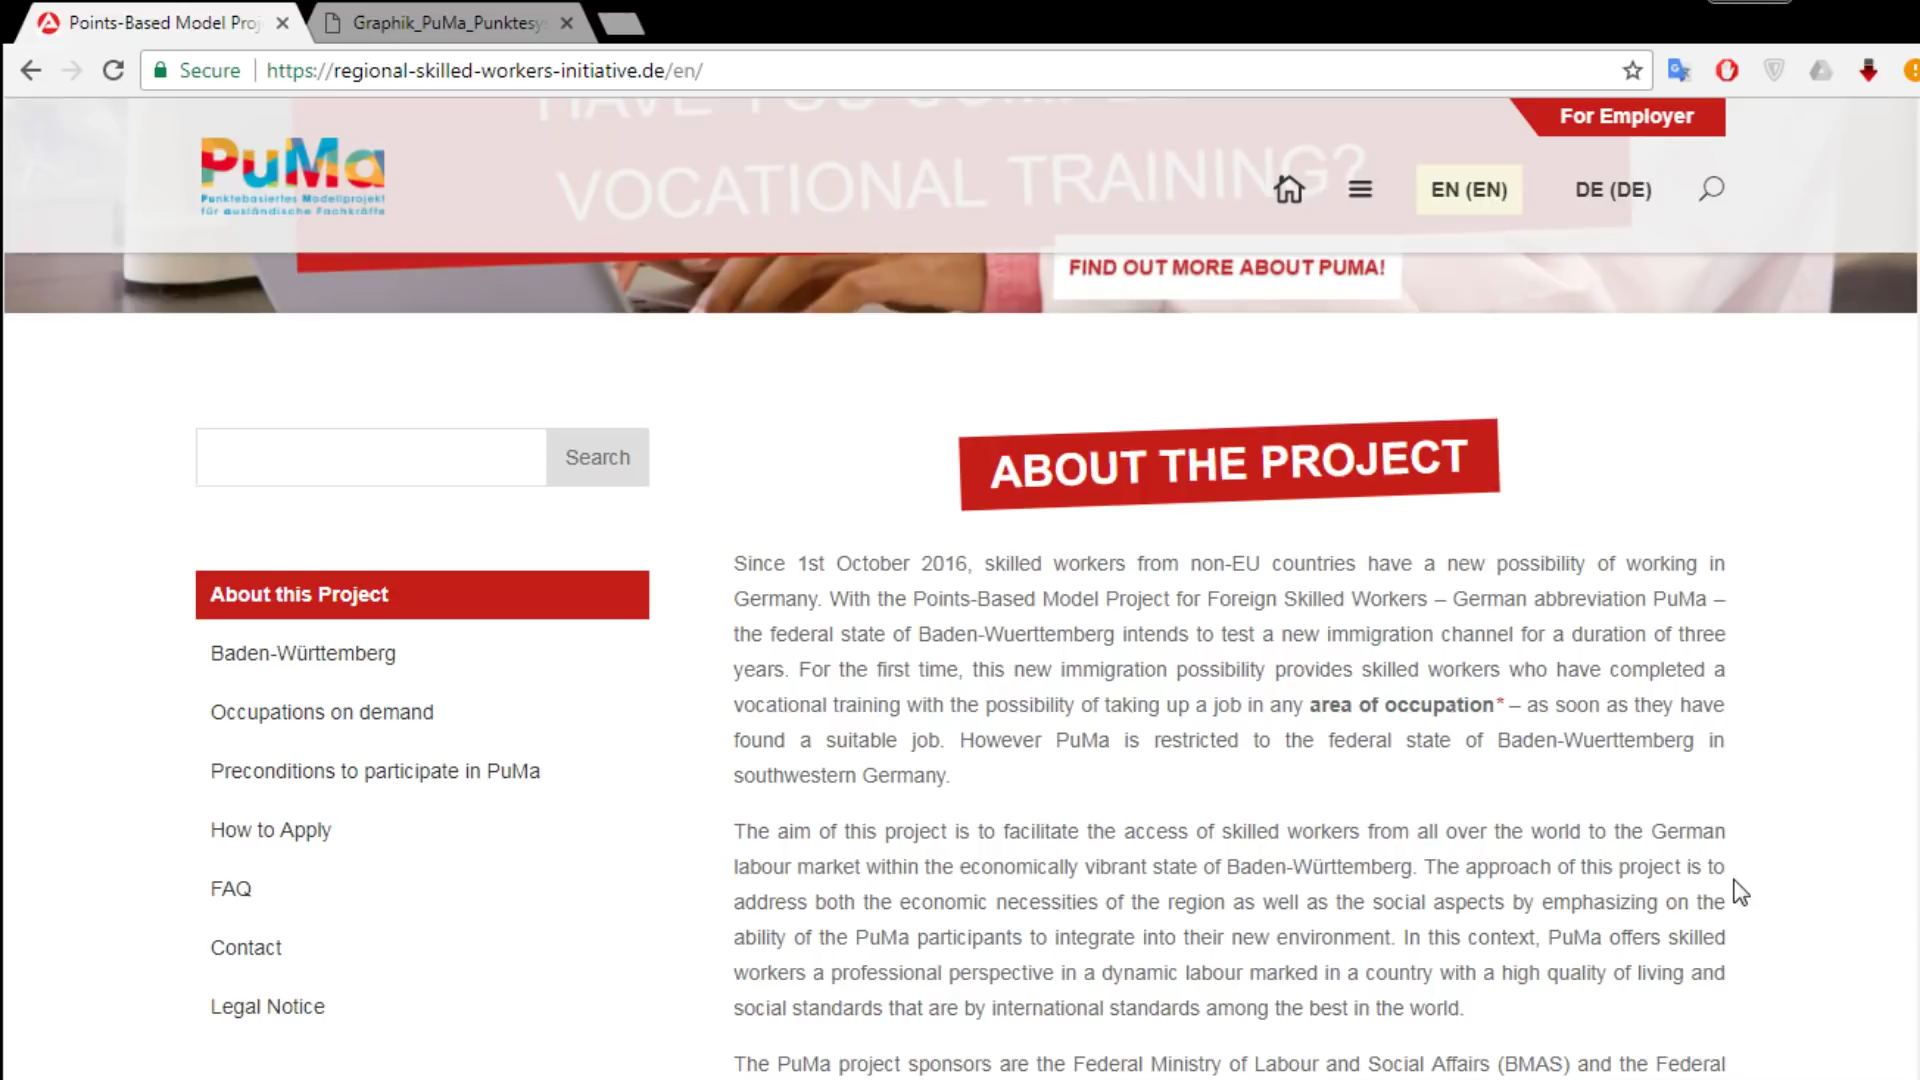 Points-Based Model Proj
Graphik_PuMa_Punktesy
Secure
https://regional-skilled-workers-initiative.de/en/
For Employer
PuMa
Punktebasiertes Modellprojekt
für ausländische Fachkräfte
VOCATIONAL TRAINING?
EN (EN)
DE (DE)
FIND OUT MORE ABOUT PUMA!
Search
ABOUT THE PROJECT
About this Project
Baden-Württemberg
Occupations on demand
Preconditions to participate in PuMa
How to Apply
FAQ
Contact
Legal Notice
Since 1st October 2016, skilled workers from non-EU countries have a new possibility of working in
Germany. With the Points-Based Model Project for Foreign Skilled Workers – German abbreviation PuMa –
the federal state of Baden-Wuerttemberg intends to test a new immigration channel for a duration of three
years. For the first time, this new immigration possibility provides skilled workers who have completed a
vocational training with the possibility of taking up a job in any area of occupation* – as soon as they have
found a suitable job. However PuMa is restricted to the federal state of Baden-Wuerttemberg in
southwestern Germany.
The aim of this project is to facilitate the access of skilled workers from all over the world to the German
labour market within the economically vibrant state of Baden-Württemberg. The approach of this project is to
address both the economic necessities of the region as well as the social aspects by emphasizing on the
ability of the PuMa participants to integrate into their new environment. In this context, PuMa offers skilled
workers a professional perspective in a dynamic labour marked in a country with a high quality of living and
social standards that are by international standards among the best in the world.
The PuMa project sponsors are the Federal Ministry of Labour and Social Affairs (BMAS) and the Federal